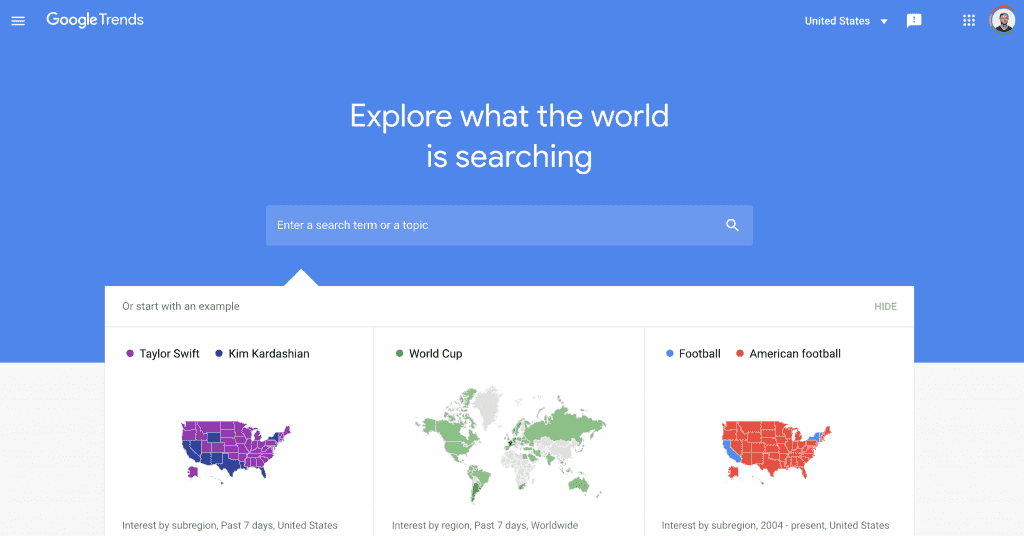 Google Trends
United States
Explore what the world
is searching
Enter a search term or a topic
Or start with an example
HIDE
Taylor Swift Kim Kardashian
World Cup
Football American football
Interest by subregion, Past 7 days, United States
Interest by region, Past 7 days, Worldwide
Interest by subregion, 2004 - present, United States